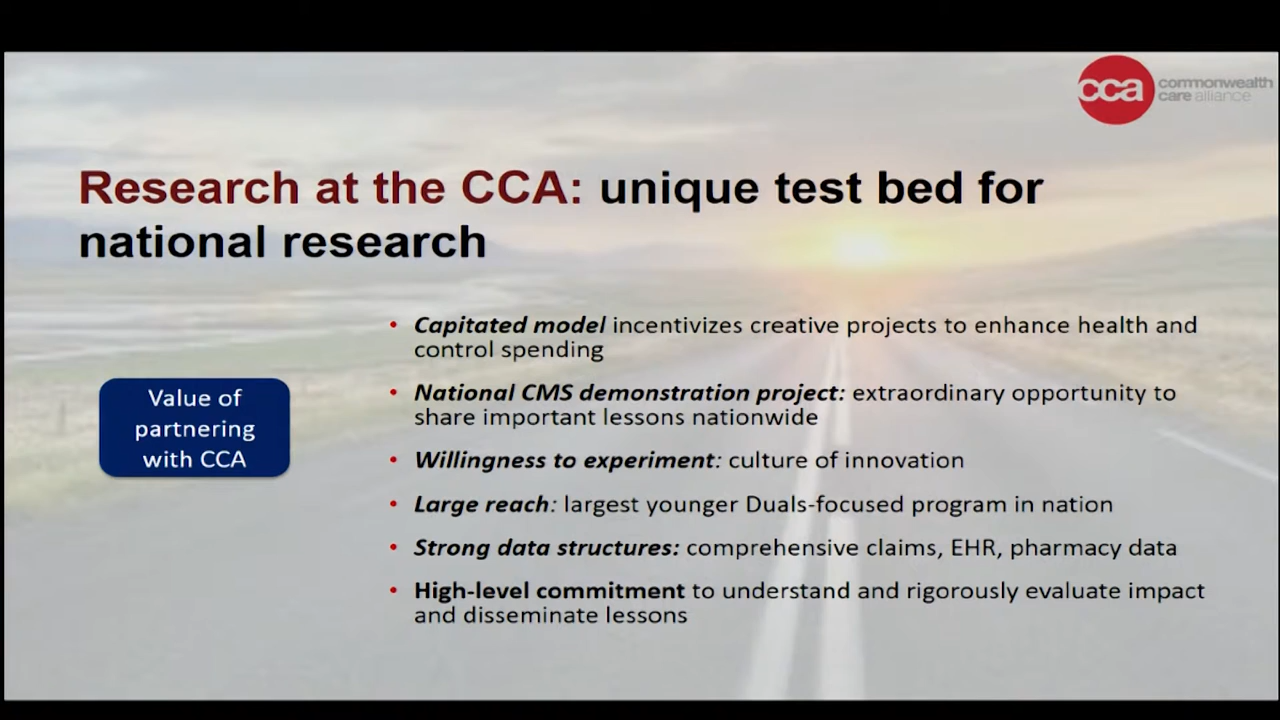 cca commonwealth
care alliance
Research at the CCA: unique test bed for
national research
• Capitated model incentivizes creative projects to enhance health and
control spending
• National CMS demonstration project: extraordinary opportunity to
share important lessons nationwide
Value of
partnering
with CCA
• Willingness to experiment: culture of innovation
• Large reach: largest younger Duals-focused program in nation
• Strong data structures: comprehensive claims, EHR, pharmacy data
• High-level commitment to understand and rigorously evaluate impact
and disseminate lessons